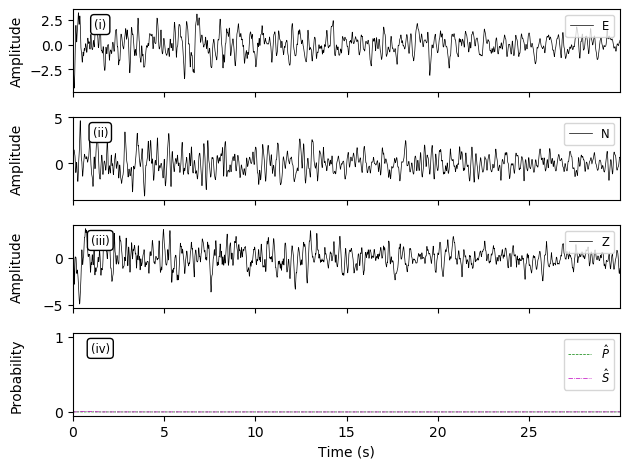 Amplitude
2.5
0.0
−2.5
(i)
E
Amplitude
5
0
(ii)
N
Amplitude
0
−5
(iii)
Z
Probability
1
0
(iv)
P̂
Ŝ
0 5 10 15 20 25
Time (s)